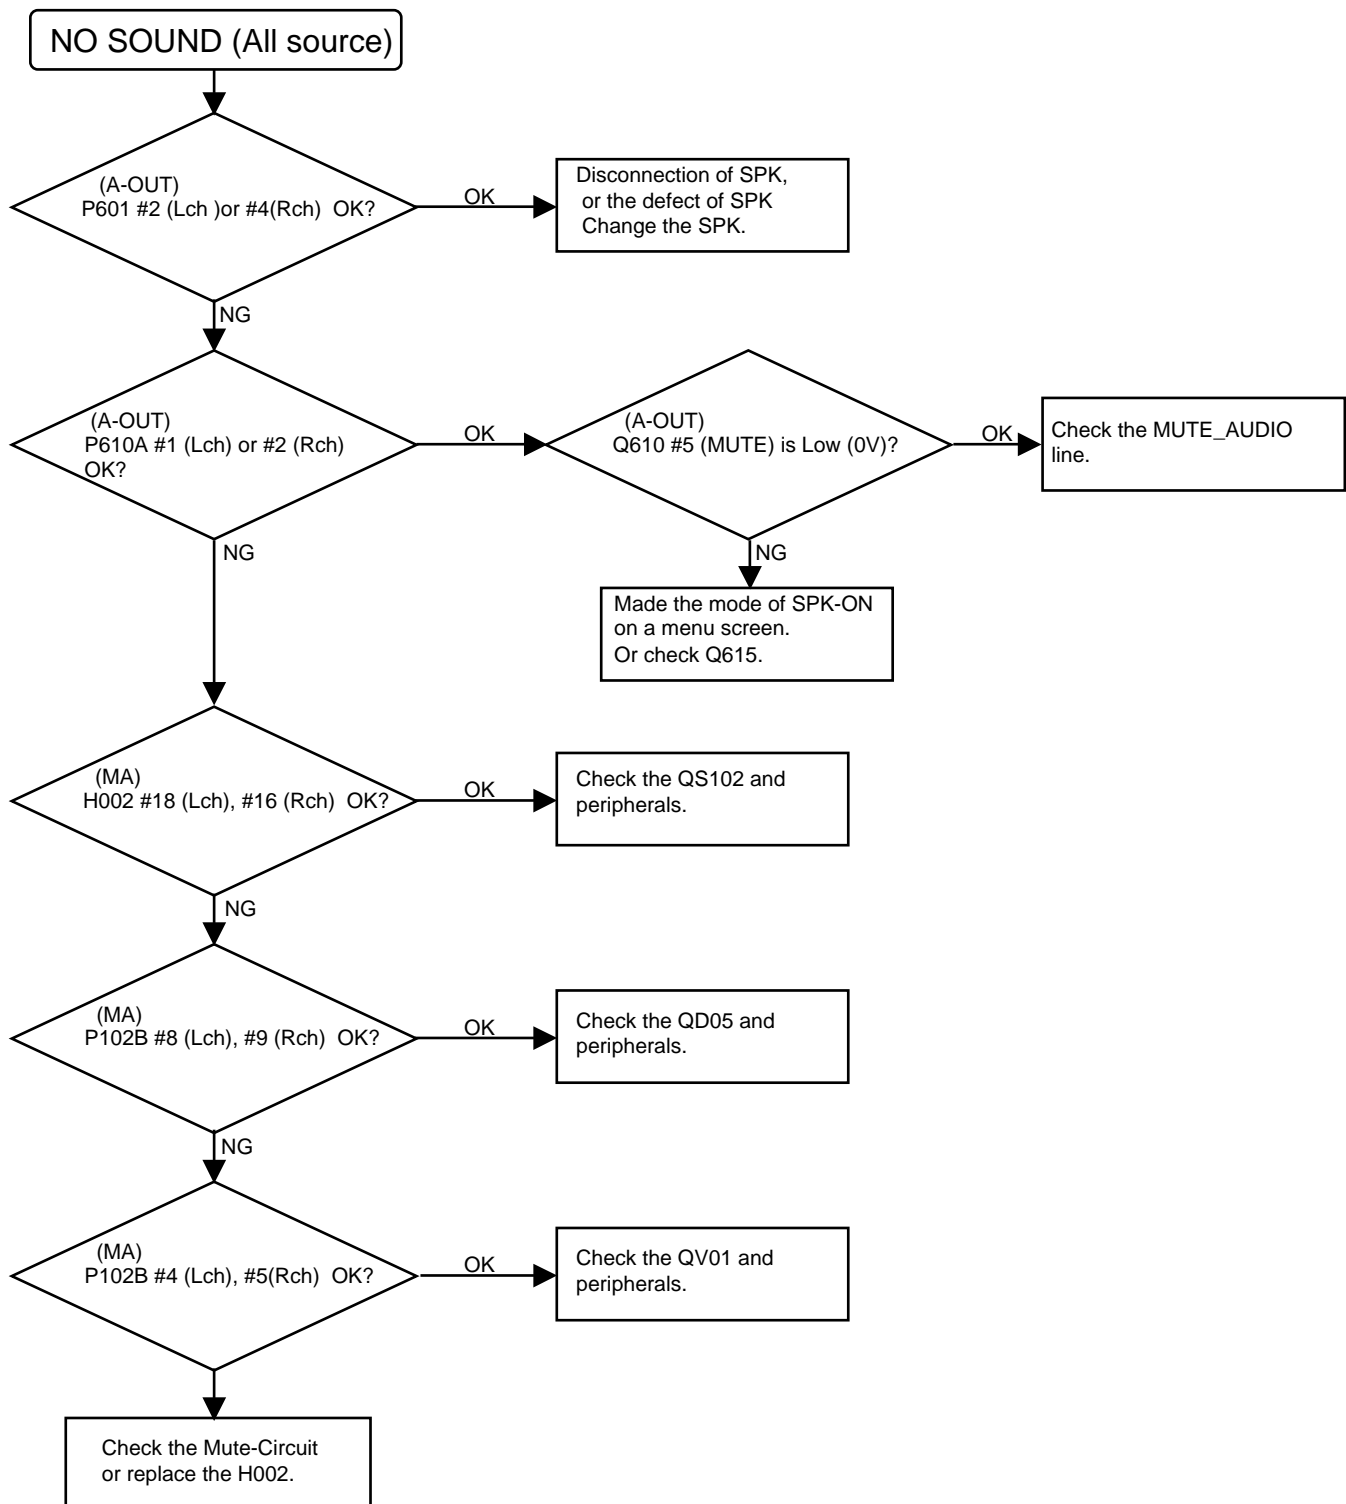 NO SOUND (All source)
(A-OUT)
P601 #2 (Lch )or #4(Rch)  OK?
OK
Disconnection of SPK,
or the defect of SPK
Change the SPK.
NG
(A-OUT)
P610A #1 (Lch) or #2 (Rch)
OK?
OK
(A-OUT)
Q610 #5 (MUTE) is Low (0V)?
OK
Check the MUTE_AUDIO
line.
NG
NG
Made the mode of SPK-ON
on a menu screen.
Or check Q615.
(MA)
H002 #18 (Lch), #16 (Rch)  OK?
OK
Check the QS102 and
peripherals.
NG
(MA)
P102B #8 (Lch), #9 (Rch)  OK?
OK
Check the QD05 and
peripherals.
NG
(MA)
P102B #4 (Lch), #5(Rch)  OK?
OK
Check the QV01 and
peripherals.
Check the Mute-Circuit
or replace the H002.